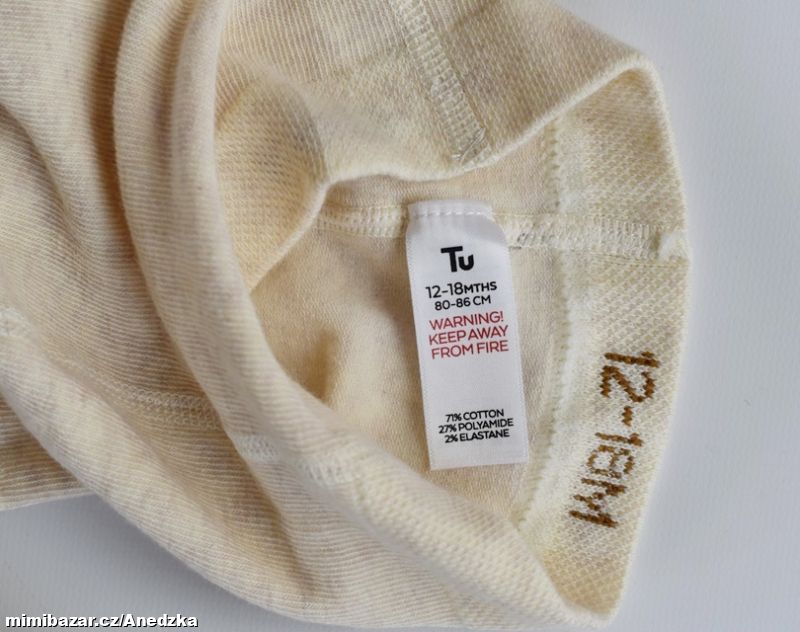 Tu
12-18MTHS
80-86 CM
WARNING!
KEEP AWAY
FROM FIRE
71% COTTON
27% POLYAMIDE
2% ELASTANE
12-18M
mimibazar.cz/Anedzka